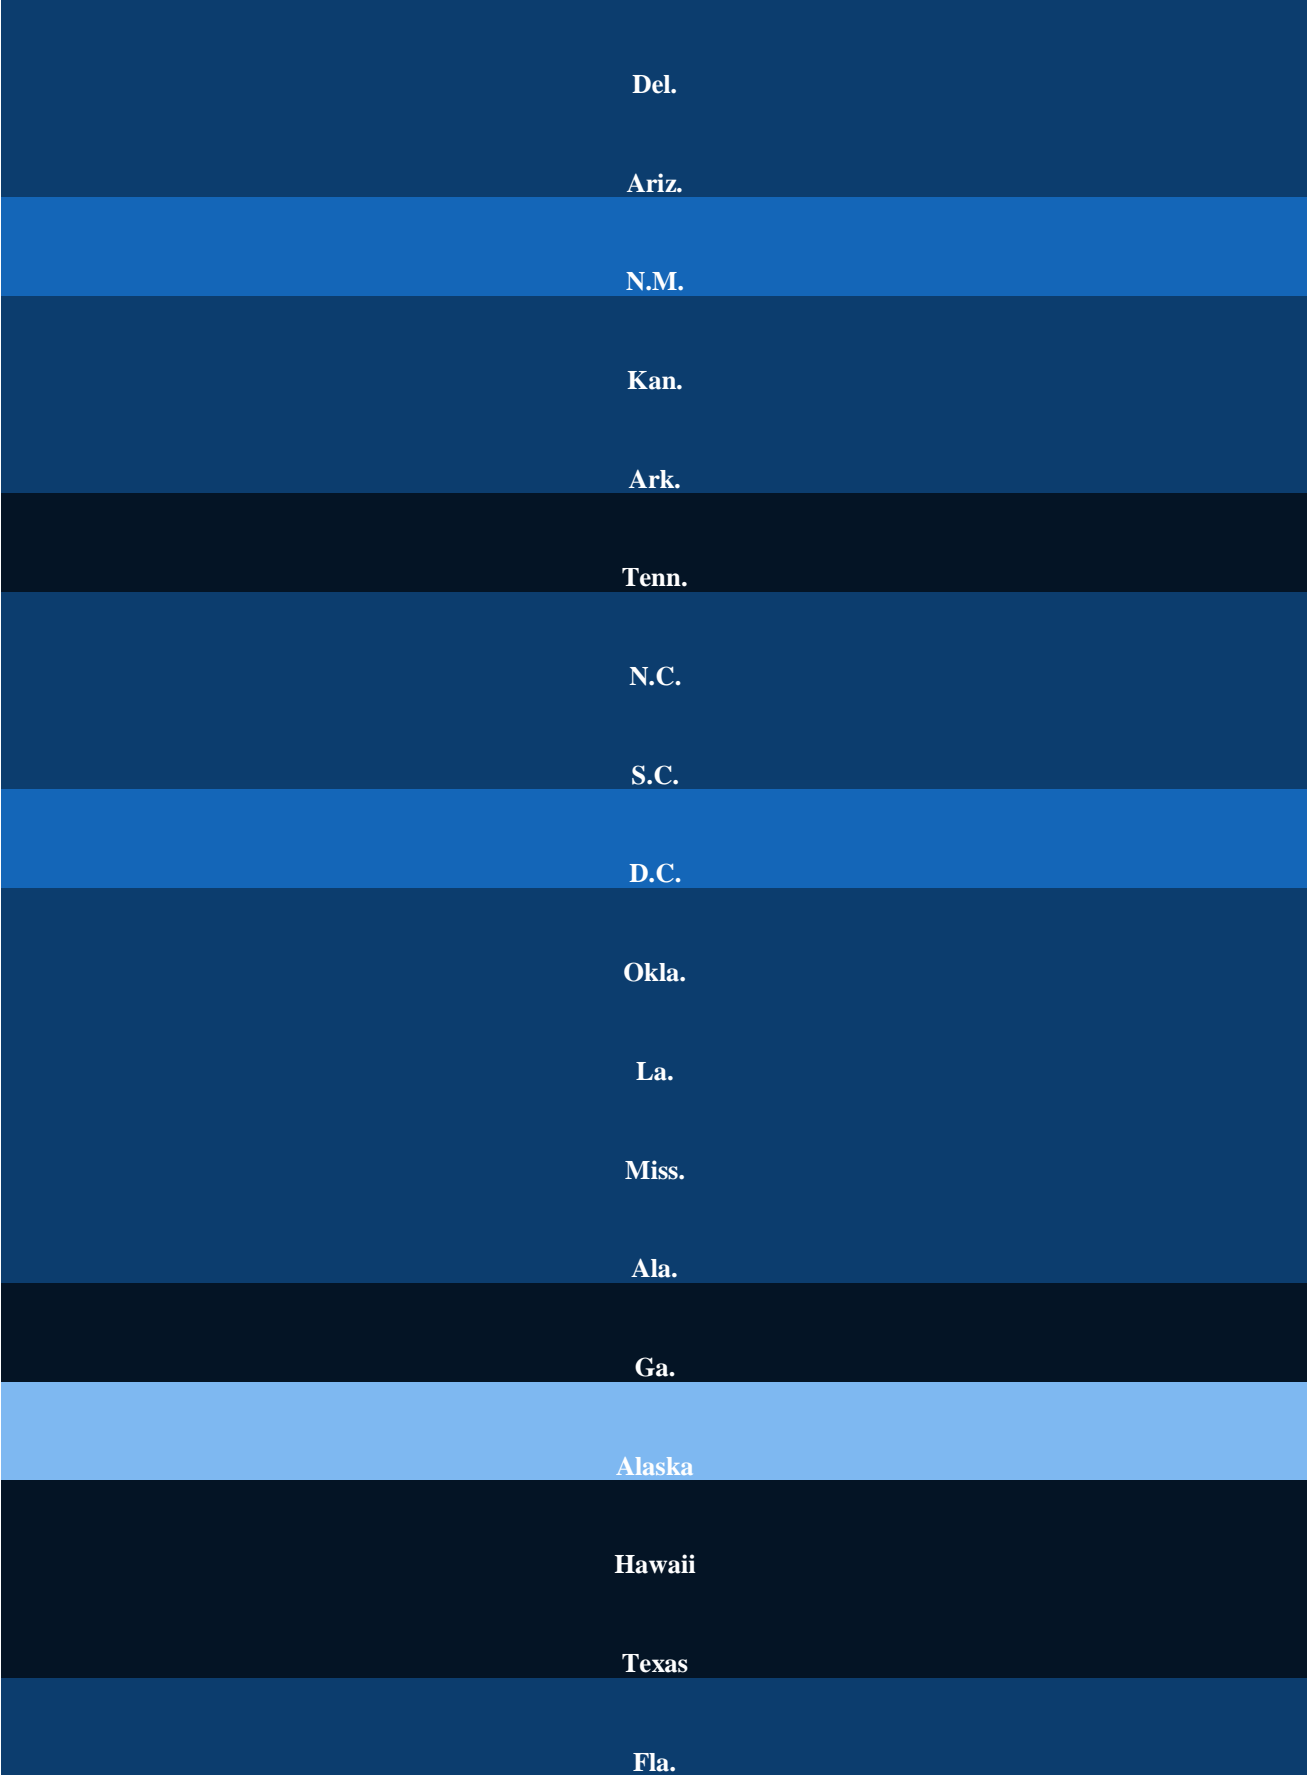 Del.
Ariz.
N.M.
Kan.
Ark.
Tenn.
N.C.
S.C.
D.C.
Okla.
La.
Miss.
Ala.
Ga.
Alaska
Hawaii
Texas
Fla.